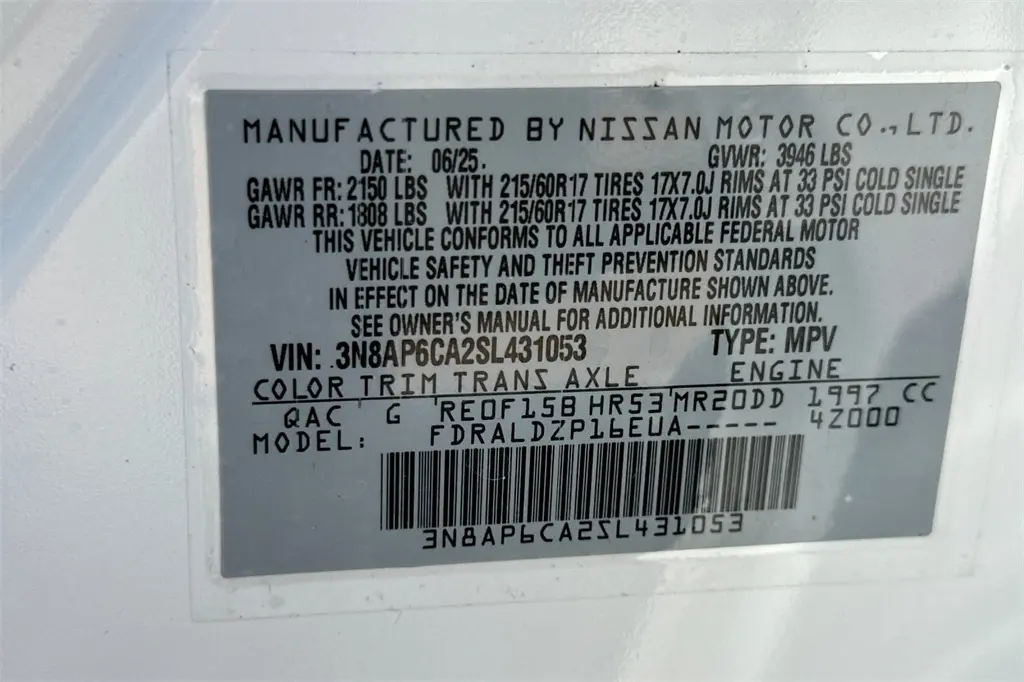 MANUFACTURED BY NISSAN MOTOR CO., LTD.
DATE: 06/25. GVWR: 3946 LBS
GAWR FR: 2150 LBS WITH 215/60R17 TIRES 17X7.0J RIMS AT 33 PSI COLD SINGLE
GAWR RR: 1808 LBS WITH 215/60R17 TIRES 17X7.0J RIMS AT 33 PSI COLD SINGLE
THIS VEHICLE CONFORMS TO ALL APPLICABLE FEDERAL MOTOR
VEHICLE SAFETY AND THEFT PREVENTION STANDARDS
IN EFFECT ON THE DATE OF MANUFACTURE SHOWN ABOVE.
SEE OWNER'S MANUAL FOR ADDITIONAL INFORMATION.
VIN: 3N8AP6CA2SL431053 TYPE: MPV
COLOR TRIM TRANS AXLE ENGINE
QAC G RE0F15B HR53 MR20DD 1997 CC
MODEL: FDRALDZP16EUA----- 4Z000
3N8AP6CA2SL431053